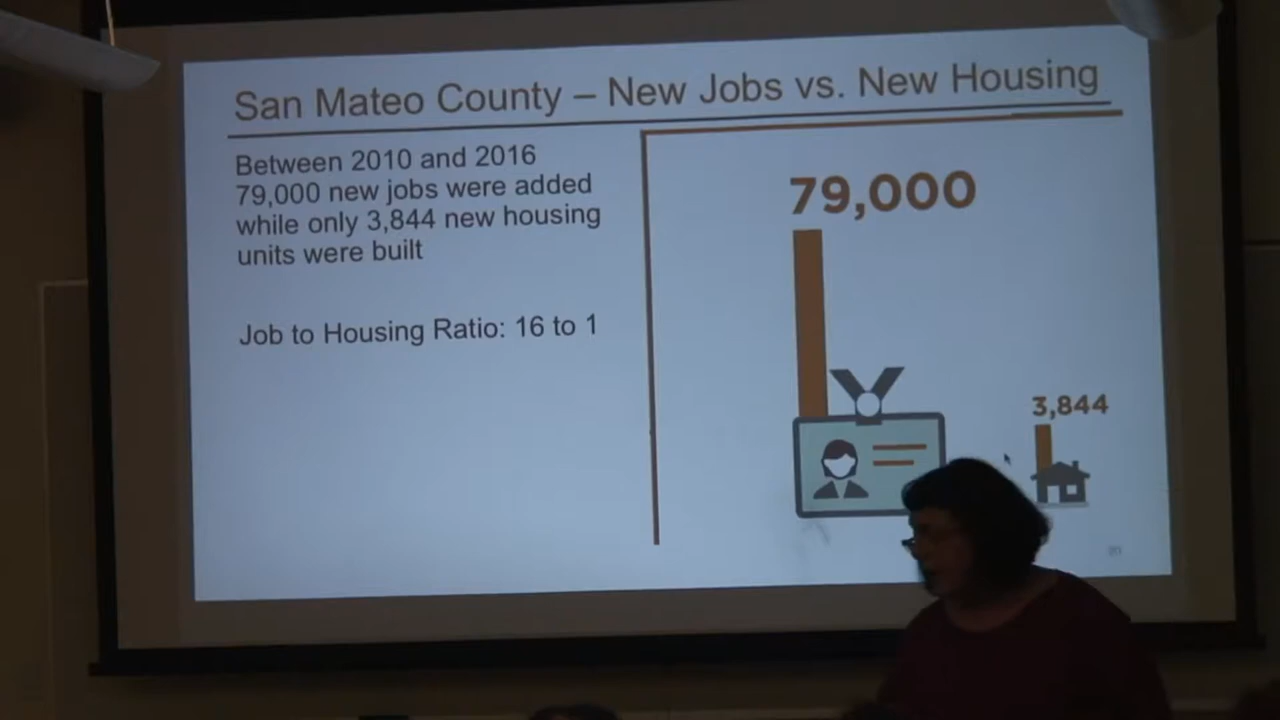 San Mateo County – New Jobs vs. New Housing
Between 2010 and 2016
79,000 new jobs were added
while only 3,844 new housing
units were built
Job to Housing Ratio: 16 to 1
79,000
3,844